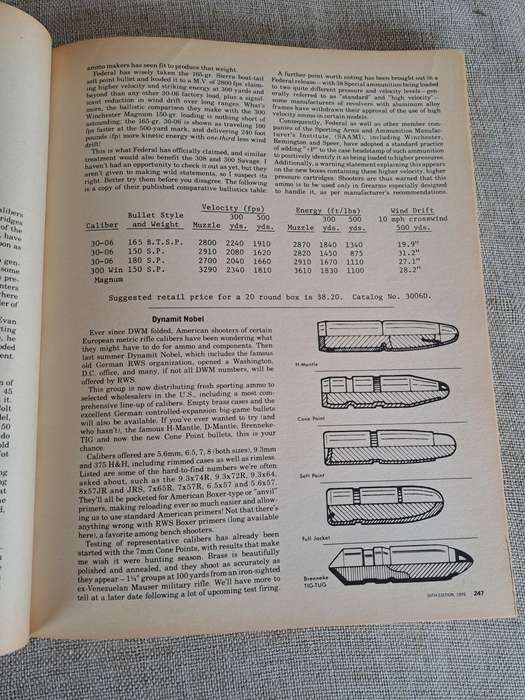 ammo makers has seen fit to produce that weight.
Federal has wisely taken the 165-gr. Sierra boat-tail
soft point bullet and loaded it to a M.V. of 2800 fps, claim-
ing higher velocity and striking energy at 300 yards and
beyond than any other 30-06 factory load, plus a signif-
icant reduction in wind drift over long ranges. What's
more, the ballistic comparison they make with the 300
Winchester Magnum 150-gr. loading is nothing short of
astounding; the 165-gr. 30-06 is shown as traveling 100
fps faster at the 500-yard mark, and delivering 240 foot
pounds (fp) more kinetic energy with one-third less wind
drift!
This is what Federal has officially claimed, and similar
treatment would also benefit the 308 and 300 Savage. I
haven't had an opportunity to check it out as yet, but they
aren't given to making wild statements, so I suspect its
right. Better try them before you disagree. The following
is a copy of their published comparative ballistics table:
A further point worth noting has been brought out in a
Federal release – with 38 Special ammunition being loaded
to two quite different pressure and velocity levels – gen-
erally referred to as "standard" and "high velocity" –
some manufacturers of revolvers with aluminum alloy
frames have withdrawn their approval of the use of high
velocity ammo in certain models.
Consequently, Federal as well as other member com-
panies of the Sporting Arms and Ammunition Manufac-
turer's Institute, (SAAMI), including Winchester,
Remington and Speer, have adopted a standard practice
of adding "+P" to the case headstamp of such ammunition
to positively identify it as being loaded to higher pressures.
Additionally, a warning statement explaining this appears
on the new boxes containing these higher velocity, higher
pressure cartridges. Shooters are thus warned that this
ammo is to be used only in firearms especially designed
to handle it, as per manufacturer's recommendations.
Velocity (fps) Energy (ft/lbs) Wind Drift
Bullet Style 300 500 300 500 10 mph crosswind
Caliber and Weight Muzzle yds. yds. Muzzle yds. yds. 500 yds.
30-06 165 B.T.S.P. 2800 2240 1910 2870 1840 1340 19.9"
30-06 150 S.P. 2910 2080 1620 2820 1450 875 31.2"
30-06 180 S.P. 2700 2040 1660 2910 1670 1110 27.1"
300 Win 150 S.P. 3290 2340 1810 3610 1830 1100 28.2"
Magnum
Suggested retail price for a 20 round box is $8.20. Catalog No. 3006D.
Dynamit Nobel
Ever since DWM folded, American shooters of certain
European metric rifle calibers have been wondering what
they might have to do for ammo and components. Then
last summer Dynamit Nobel, which includes the famous
old German RWS organization, opened a Washington,
D.C. office, and many, if not all DWM numbers, will be
offered by RWS.
This group is now distributing fresh sporting ammo to
selected wholesalers in the U.S., including a most com-
prehensive line-up of calibers. Empty brass cases and the
excellent German controlled-expansion big-game bullets
will also be available. If you've ever wanted to try (and
who hasn't), the famous H-Mantle, D-Mantle, Brenneke-
TIG and now the new Cone Point bullets, this is your
chance.
Calibers offered are 5.6mm, 6.5, 7, 8 (both sizes), 9.3mm
and 375 H&H, including rimmed cases as well as rimless.
Listed are some of the hard-to-find numbers we're often
asked about, such as the 9.3x74R, 9.3x72R, 9.3x64,
8x57JR and JRS, 7x65R, 7x57R, 6.5x57 and 5.6x57.
They'll all be pocketed for American Boxer-type or "anvil"
primers, making reloading ever so much easier and allow-
ing us to use standard American primers! Not that there's
anything wrong with RWS Boxer primers (long available
here), a favorite among bench shooters.
Testing of representative calibers has already been
started with the 7mm Cone Points, with results that make
me wish it were hunting season. Brass is beautifully
polished and annealed, and they shoot as accurately as
they appear – 1¼" groups at 100 yards from an iron-sighted
ex-Venezuelan Mauser military rifle. We'll have more to
tell at a later date following a lot of upcoming test firing.
H-Mantle
Cone Point
Soft Point
Full Jacket
Brenneke
TIG-TUG
30TH EDITION, 1976 247